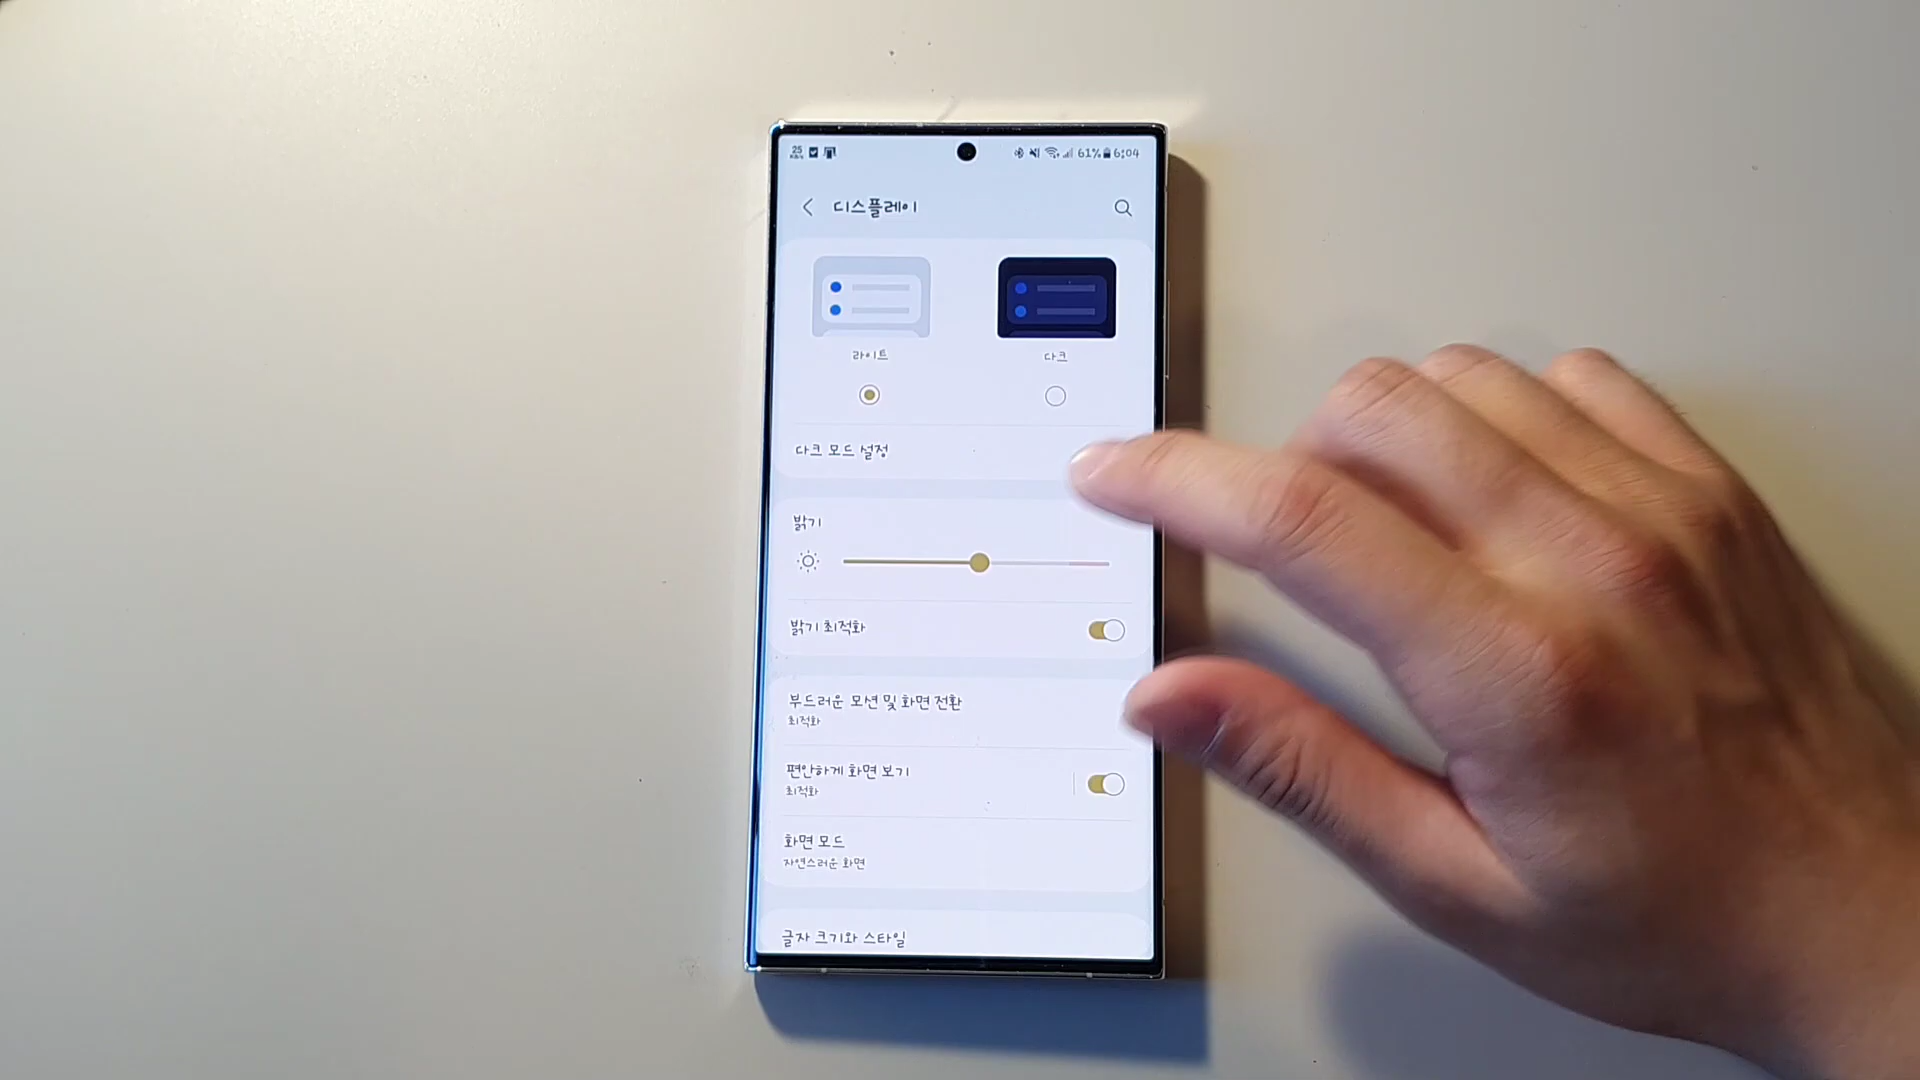 25 KB/s 61% 6:04
디스플레이
라이트 다크
다크 모드 설정
밝기
밝기 최적화
부드러운 모션 및 화면 전환
최적화
편안하게 화면 보기
최적화
화면 모드
자연스러운 화면
글자 크기와 스타일